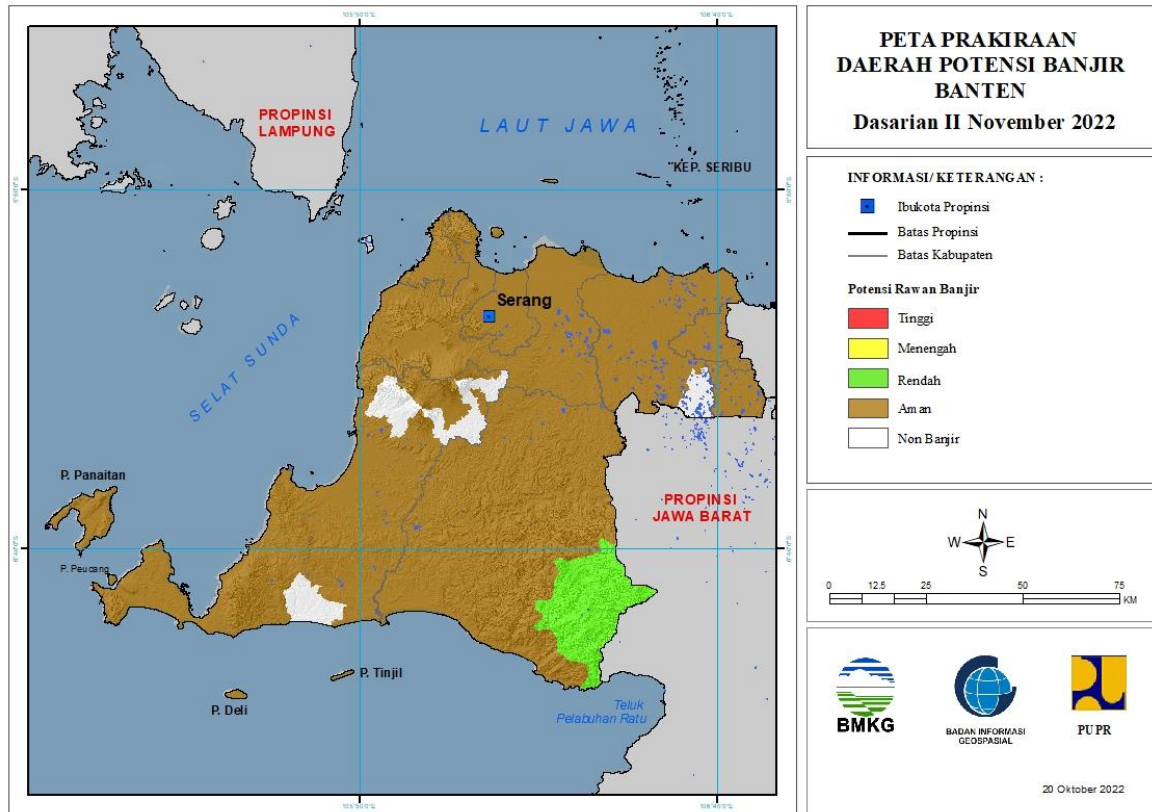 PETA PRAKIRAAN
DAERAH POTENSI BANJIR
BANTEN
Dasarian II November 2022
INFORMASI/ KETERANGAN :
Ibukota Propinsi
Batas Propinsi
Batas Kabupaten
Potensi Rawan Banjir
Tinggi
Menengah
Rendah
Aman
Non Banjir
N
W
E
S
0
12.5
25
50
75
KM
BMKG
BADAN INFORMASI
GEOSPASIAL
PUPR
20 Oktober 2022
PROPINSI
LAMPUNG
LAUT JAWA
KEP. SERIBU
Serang
SELAT SUNDA
P. Panaitan
P. Peucang
PROPINSI
JAWA BARAT
P. Tinjil
P. Deli
Teluk
Pelabuhan Ratu